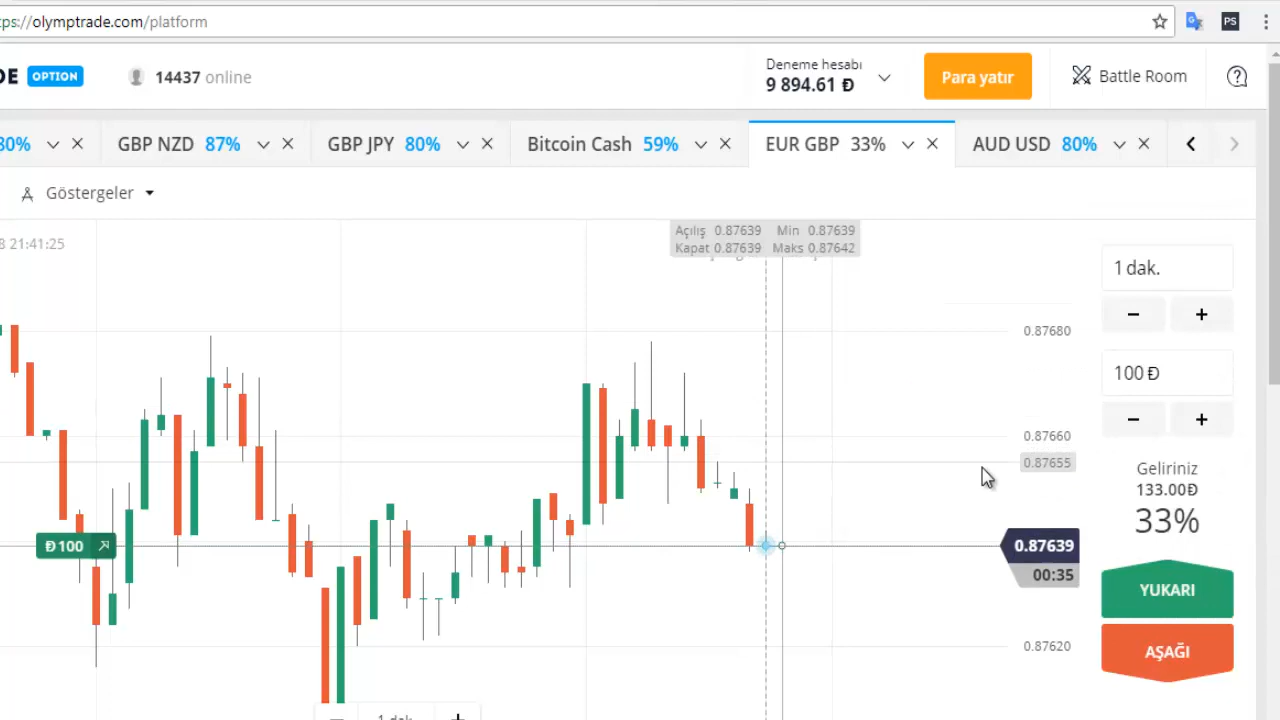 ps://olymptrade.com/platform
PS
DE OPTION
14437 online
Deneme hesabı
9 894.61 Đ
Para yatır
Battle Room
?
80%
GBP NZD 87%
GBP JPY 80%
Bitcoin Cash 59%
EUR GBP 33%
AUD USD 80%
Göstergeler
8 21:41:25
Açılış 0.87639 Min 0.87639
Kapat 0.87639 Maks 0.87642
1 dak.
− +
0.87680
100 Đ
− +
0.87660
0.87655
Geliriniz
133.00Đ
33%
Đ100
0.87639
00:35
YUKARI
0.87620
AŞAĞI
− 1 dak +